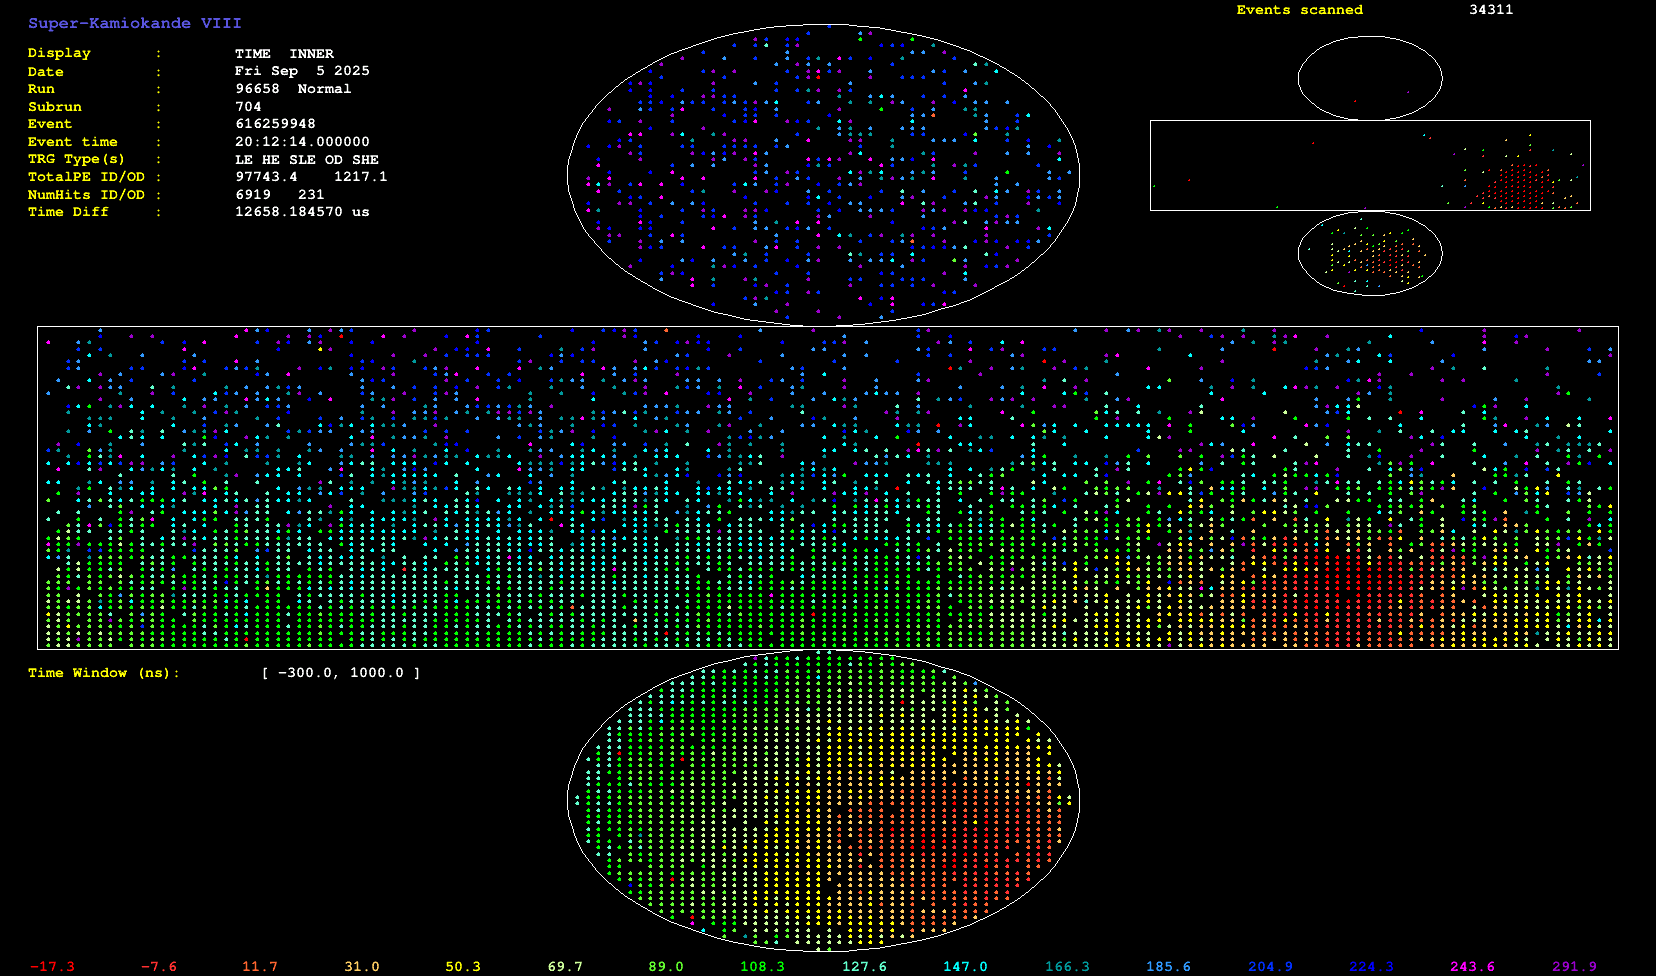 Super-Kamiokande VIII
Display : TIME INNER
Date : Fri Sep 5 2025
Run : 96658 Normal
Subrun : 704
Event : 616259948
Event time : 20:12:14.000000
TRG Type(s) : LE HE SLE OD SHE
TotalPE ID/OD : 97743.4 1217.1
NumHits ID/OD : 6919 231
Time Diff : 12658.184570 us
Events scanned 34311
Time Window (ns): [ -300.0, 1000.0 ]
-17.3 -7.6 11.7 31.0 50.3 69.7 89.0 108.3 127.6 147.0 166.3 185.6 204.9 224.3 243.6 291.9